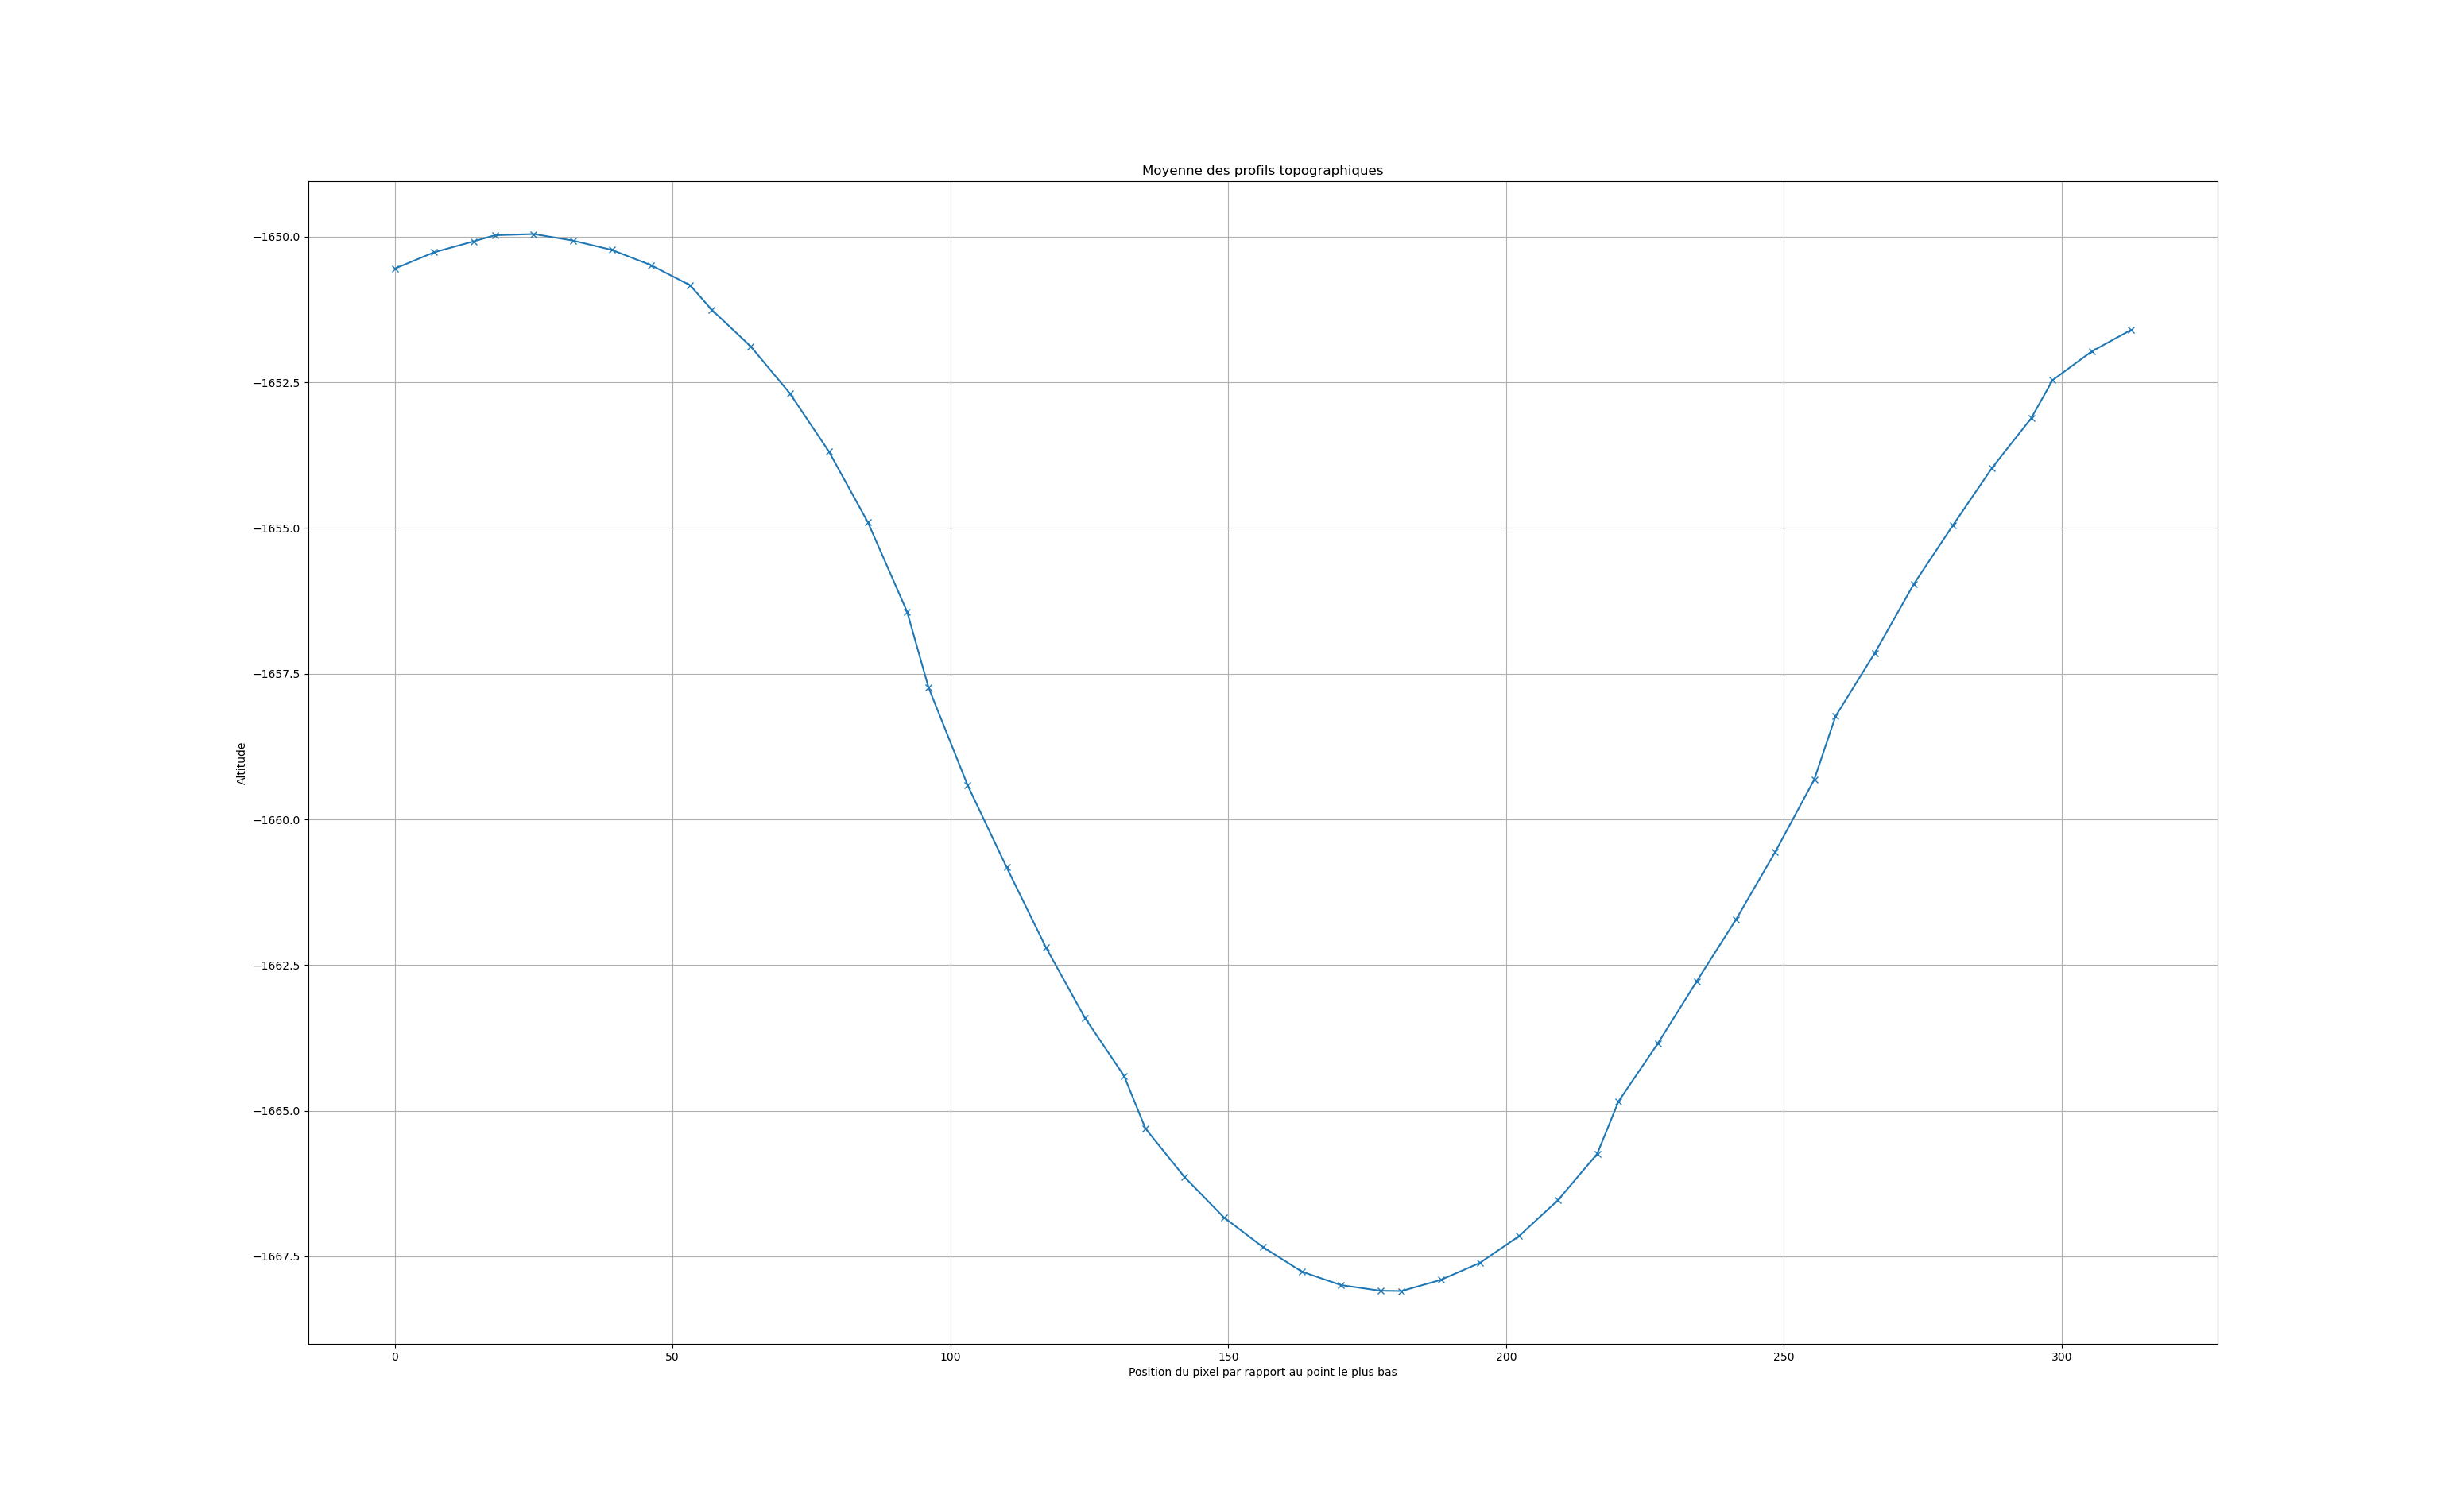 Moyenne des profils topographiques
−1650.0
−1652.5
−1655.0
−1657.5
−1660.0
−1662.5
−1665.0
−1667.5
Altitude
0 50 100 150 200 250 300
Position du pixel par rapport au point le plus bas